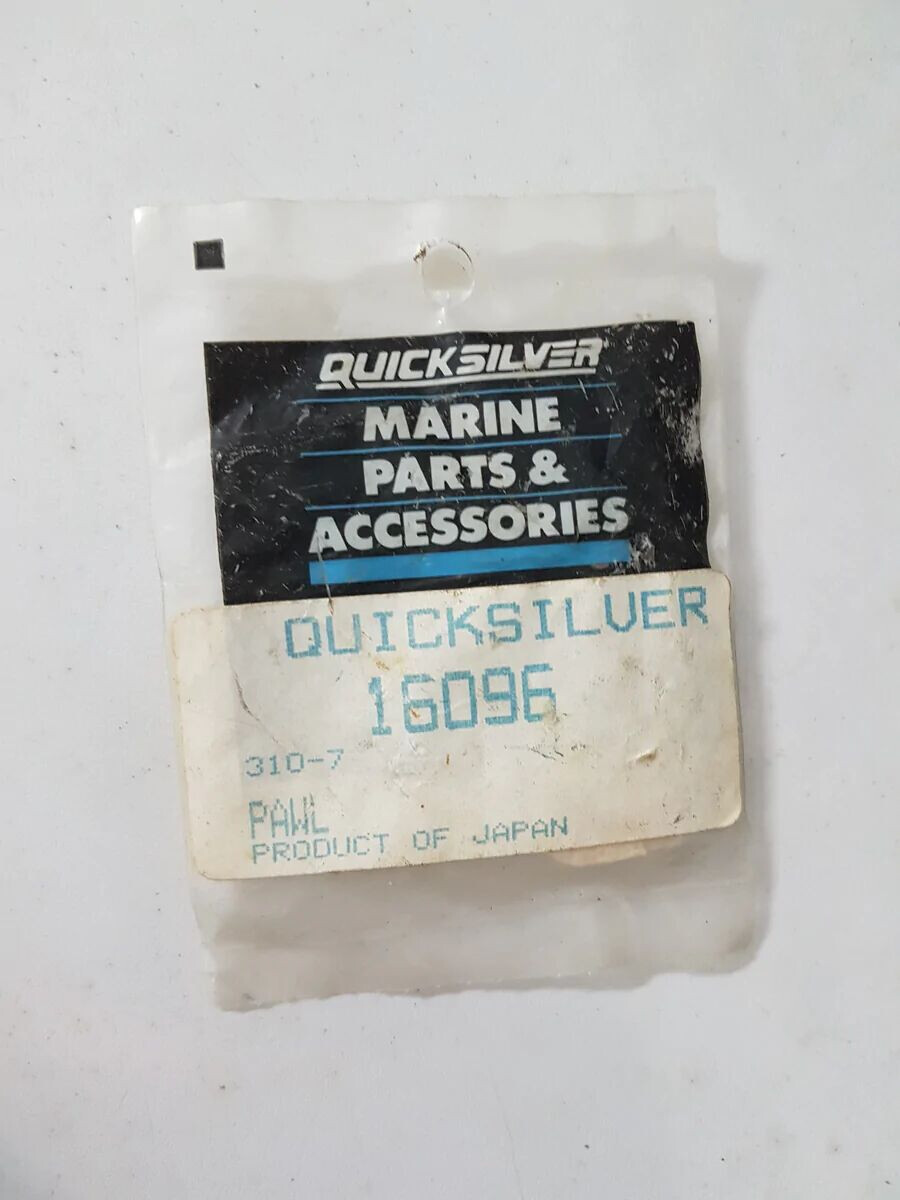 QUICKSILVER
MARINE
PARTS &
ACCESSORIES
QUICKSILVER
16096
310-7
PAWL
PRODUCT OF JAPAN